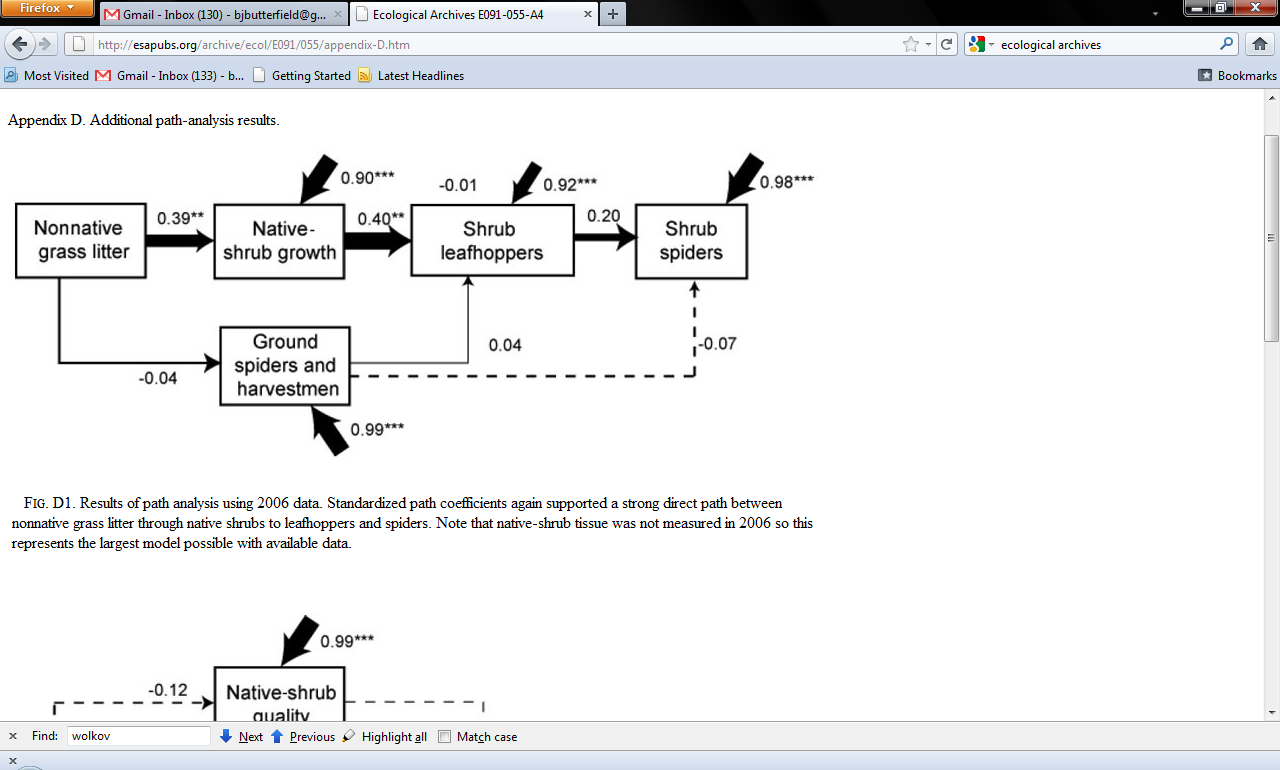 Firefox
Gmail - Inbox (130) - bjbutterfield@g...
Ecological Archives E091-055-A4
http://esapubs.org/archive/ecol/E091/055/appendix-D.htm
ecological archives
Most Visited
Gmail - Inbox (133) - b...
Getting Started
Latest Headlines
Bookmarks
Appendix D. Additional path-analysis results.
0.90***
-0.01
0.92***
0.98***
Nonnative
grass litter
0.39**
Native-
shrub growth
0.40**
Shrub
leafhoppers
0.20
Shrub
spiders
Ground
spiders and
harvestmen
-0.04
0.04
-0.07
0.99***
FIG. D1. Results of path analysis using 2006 data. Standardized path coefficients again supported a strong direct path between
nonnative grass litter through native shrubs to leafhoppers and spiders. Note that native-shrub tissue was not measured in 2006 so this
represents the largest model possible with available data.
0.99***
-0.12
Native-shrub
quality
Find: wolkov Next Previous Highlight all Match case